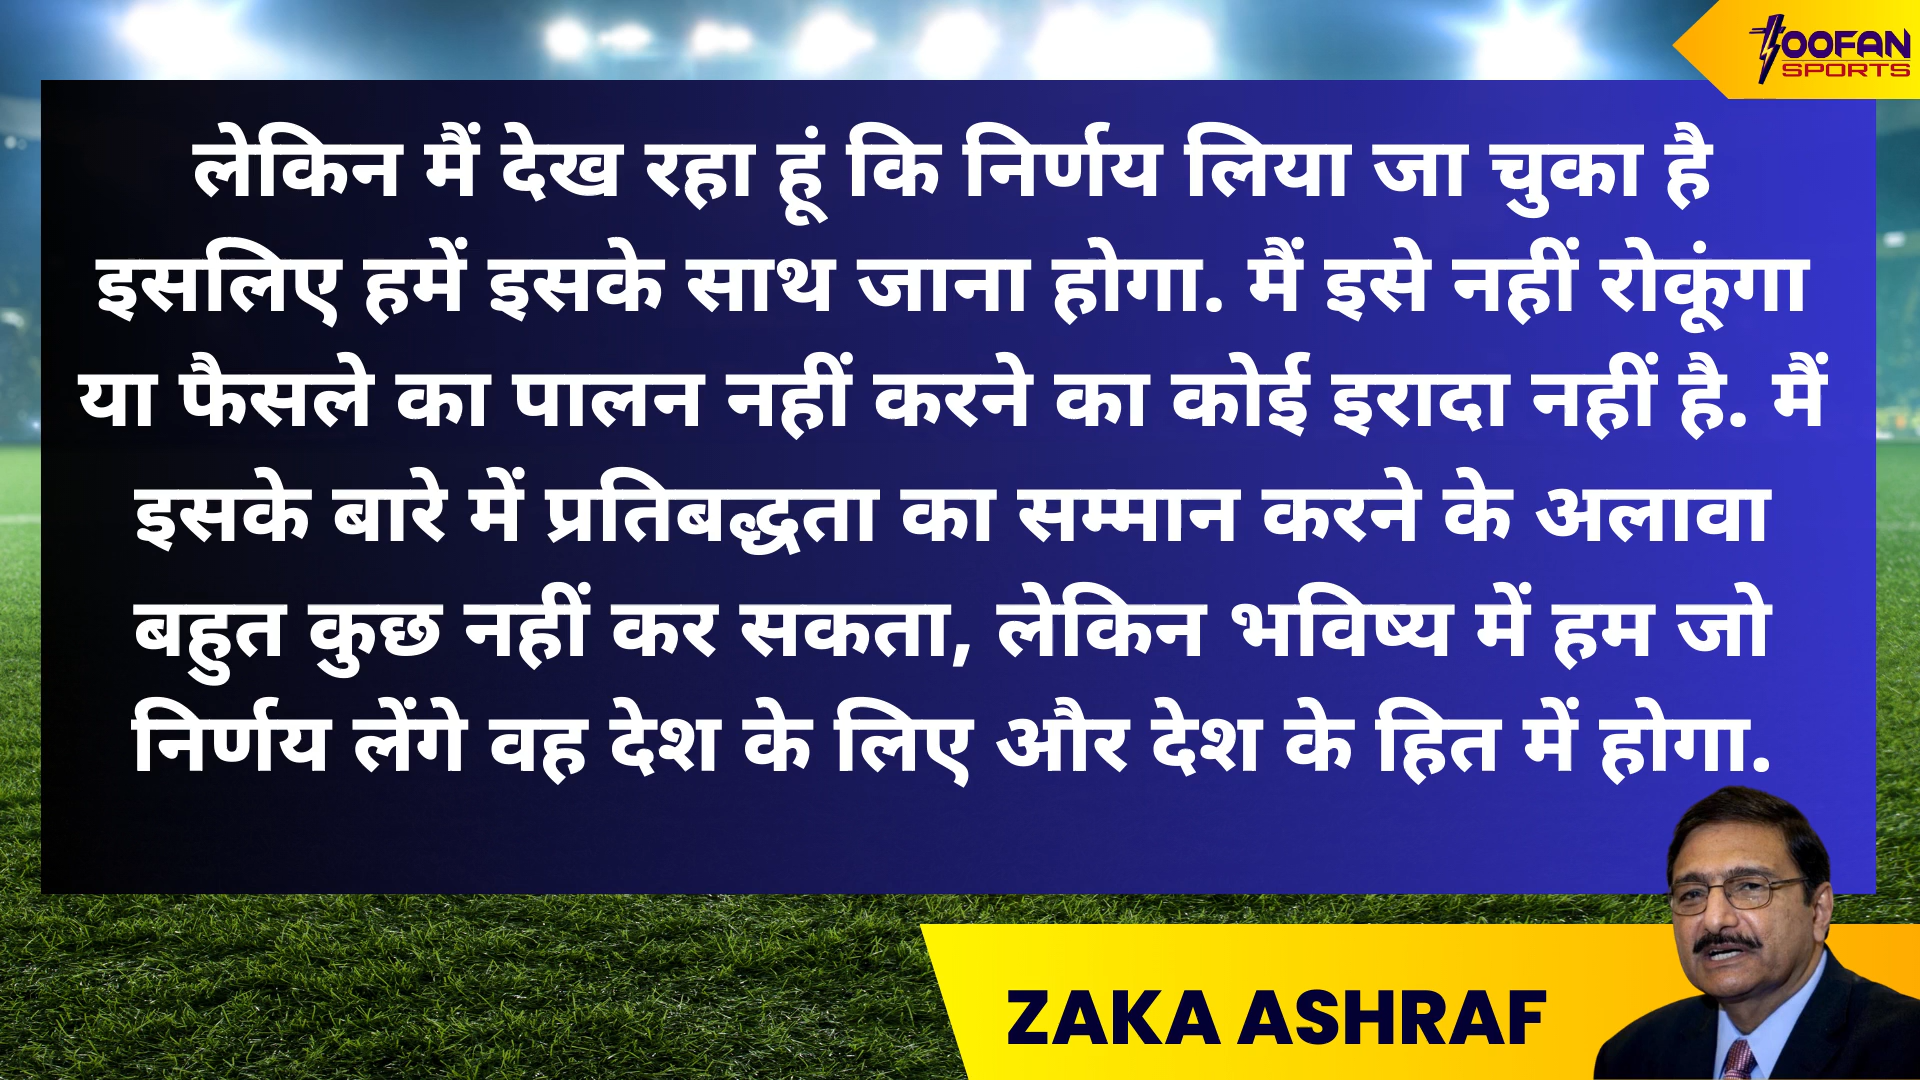 TOOFAN
SPORTS
लेकिन मैं देख रहा हूं कि निर्णय लिया जा चुका है
इसलिए हमें इसके साथ जाना होगा. मैं इसे नहीं रोकूंगा
या फैसले का पालन नहीं करने का कोई इरादा नहीं है. मैं
इसके बारे में प्रतिबद्धता का सम्मान करने के अलावा
बहुत कुछ नहीं कर सकता, लेकिन भविष्य में हम जो
निर्णय लेंगे वह देश के लिए और देश के हित में होगा.
ZAKA ASHRAF